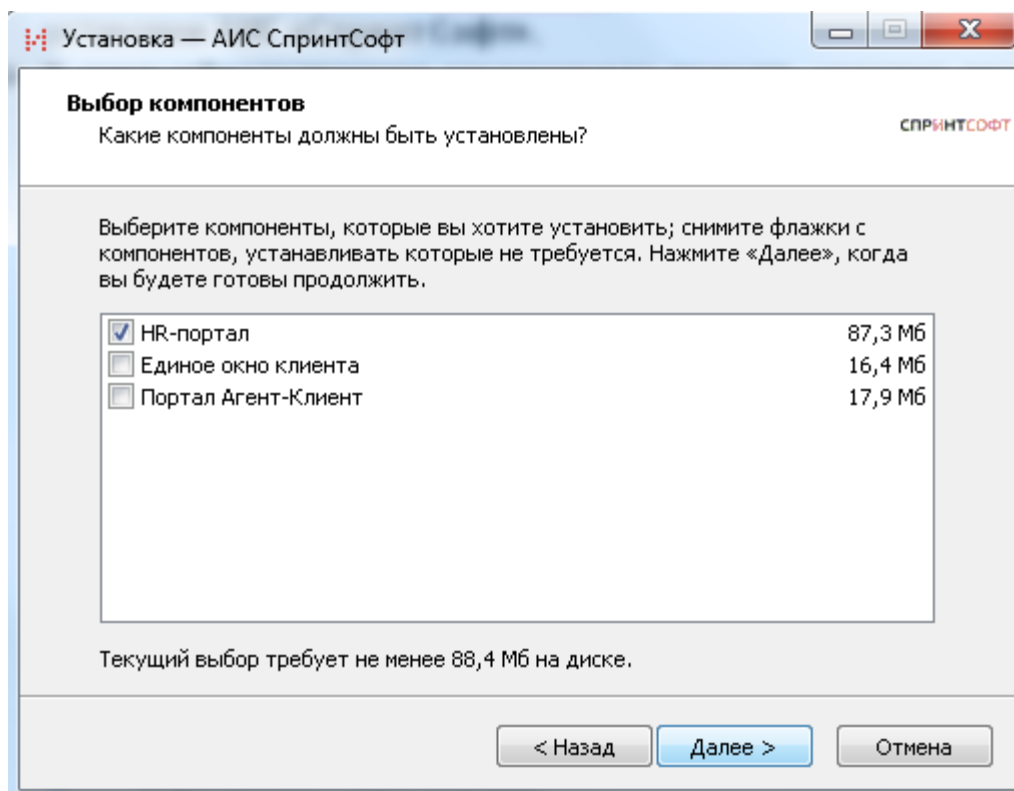 Установка — АИС СпринтСофт
Выбор компонентов
Какие компоненты должны быть установлены?
СПРИНТСОФТ
Выберите компоненты, которые вы хотите установить; снимите флажки с
компонентов, устанавливать которые не требуется. Нажмите «Далее», когда
вы будете готовы продолжить.
HR-портал 87,3 Мб
Единое окно клиента 16,4 Мб
Портал Агент-Клиент 17,9 Мб
Текущий выбор требует не менее 88,4 Мб на диске.
< Назад Далее > Отмена